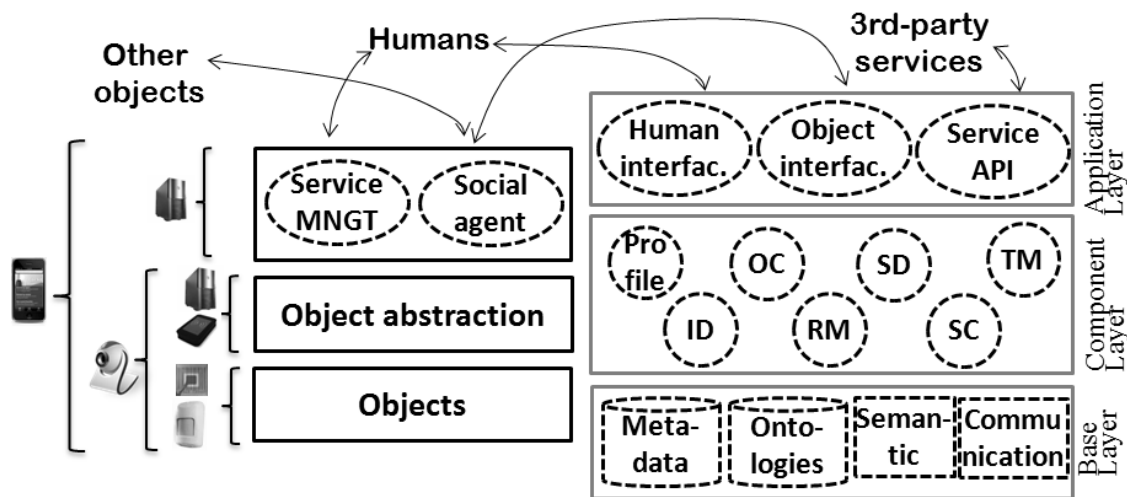 Other
objects
Humans
3rd-party
services
Service
MNGT
Social
agent
Object abstraction
Objects
Human
interfac.
Object
interfac.
Service
API
Application
Layer
Pro
file
OC
SD
TM
ID
RM
SC
Component
Layer
Meta-
data
Onto-
logies
Seman-
tic
Commu
nication
Base
Layer